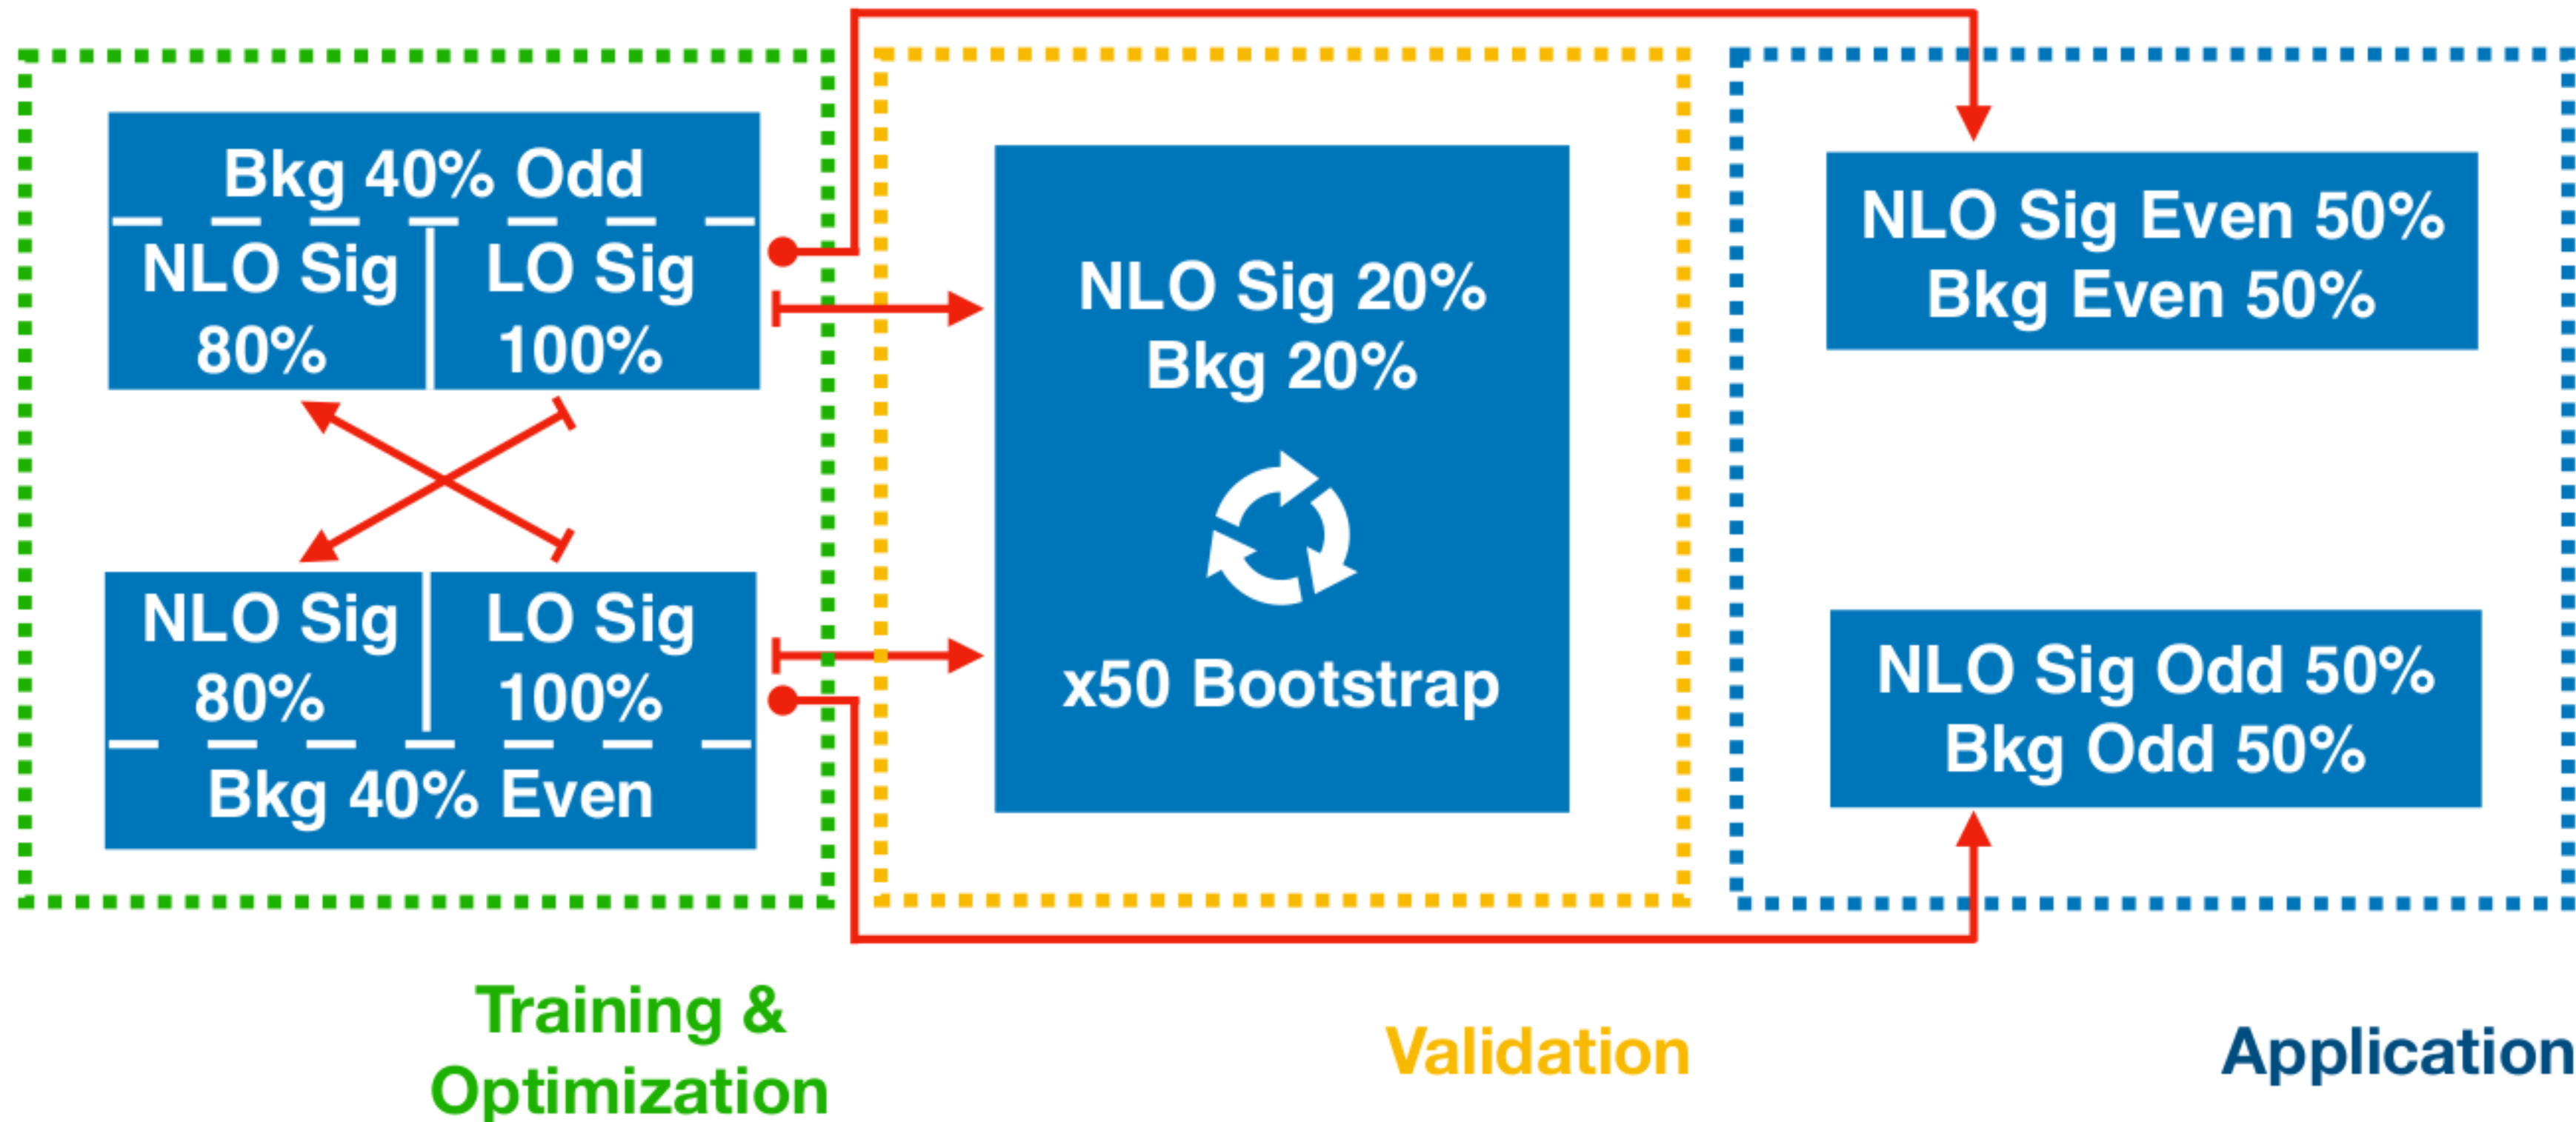 Bkg 40% Odd
NLO Sig
80%
LO Sig
100%
NLO Sig
80%
LO Sig
100%
Bkg 40% Even
NLO Sig 20%
Bkg 20%
x50 Bootstrap
NLO Sig Even 50%
Bkg Even 50%
NLO Sig Odd 50%
Bkg Odd 50%
Training &
Optimization
Validation
Application